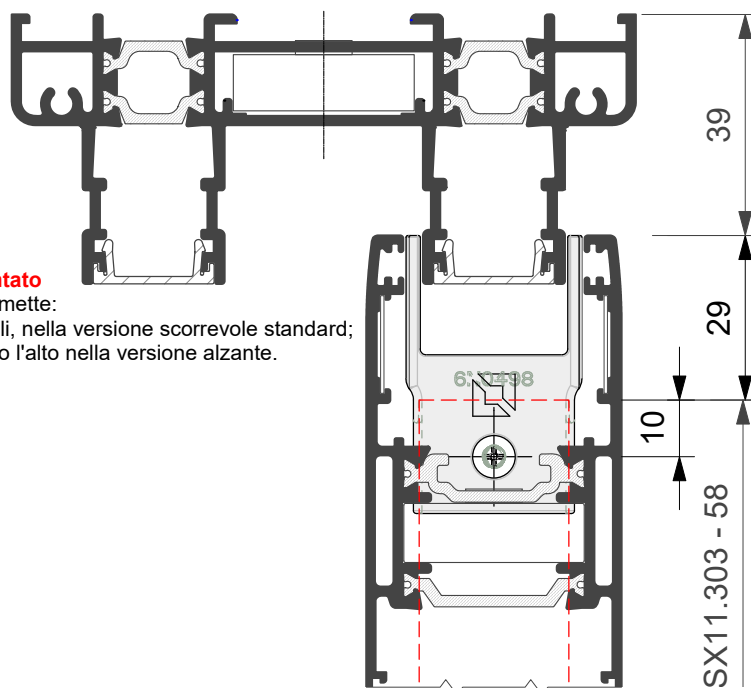 39
ntato
mette:
li, nella versione scorrevole standard;
o l'alto nella versione alzante.
29
10
SX11.303 - 58